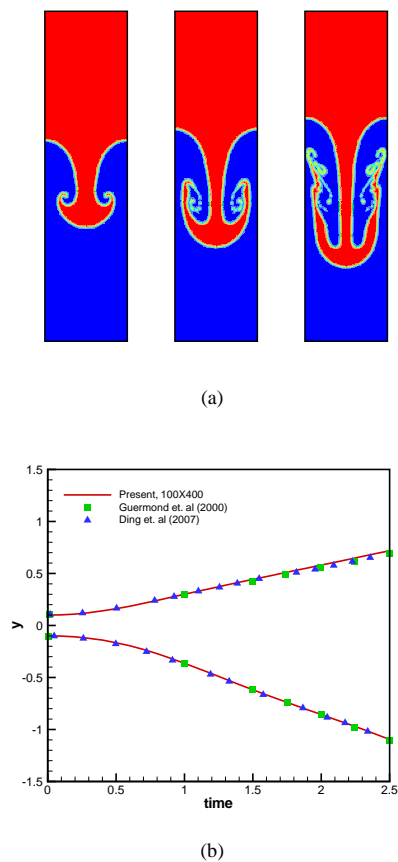 (a)
1.5
1
0.5
0
-0.5
-1
-1.5
y
Present, 100X400
Guermond et. al (2000)
Ding et. al (2007)
0 0.5 1 1.5 2 2.5
time
(b)